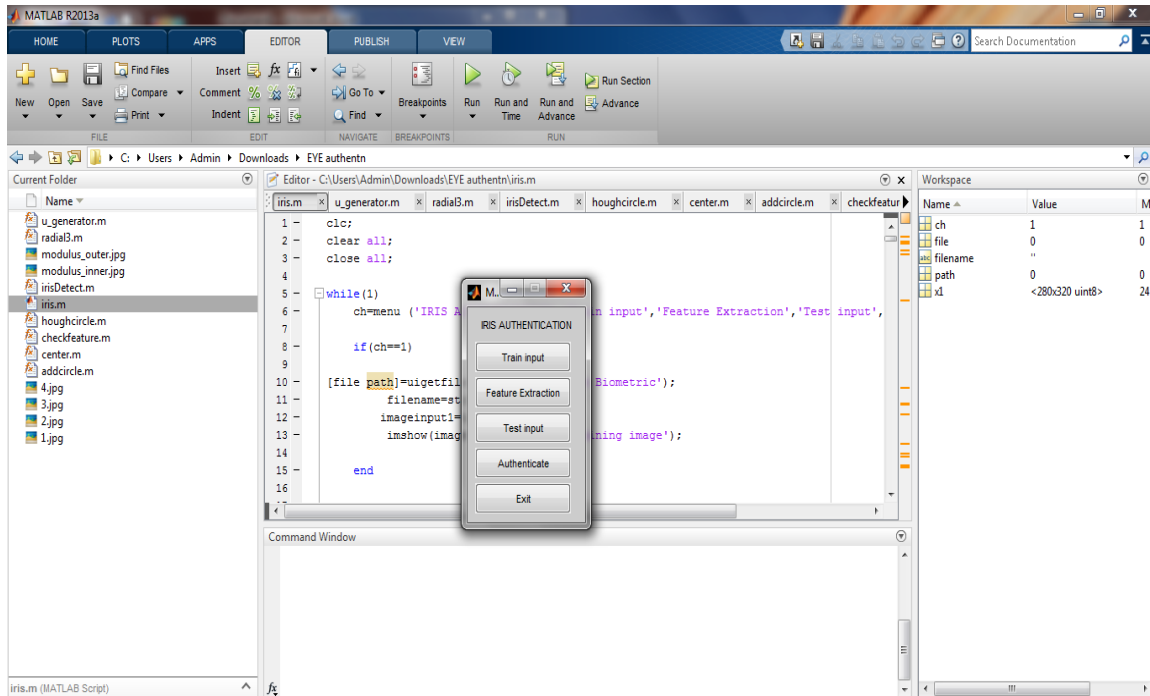 MATLAB R2013a
HOME PLOTS APPS EDITOR PUBLISH VIEW
Search Documentation
New Open Save
Find Files
Compare
Print
FILE
Insert fx
Comment
Indent
EDIT
Go To
Find
NAVIGATE
Breakpoints
BREAKPOINTS
Run
Run and Time
Run and Advance
Run Section
Advance
RUN
C: Users Admin Downloads EYE authentn
Current Folder
Name
u_generator.m
radial3.m
modulus_outer.jpg
modulus_inner.jpg
irisDetect.m
iris.m
houghcircle.m
checkfeature.m
center.m
addcircle.m
4.jpg
3.jpg
2.jpg
1.jpg
iris.m (MATLAB Script)
Editor - C:\Users\Admin\Downloads\EYE authentn\iris.m
iris.m u_generator.m radial3.m irisDetect.m houghcircle.m center.m addcircle.m checkfeatur
1 clc;
2 clear all;
3 close all;
4
5 while(1)
6 ch=menu ('IRIS A n input','Feature Extraction','Test input',
7
8 if(ch==1)
9
10 [file path]=uigetfil Biometric');
11 filename=st
12 imageinput1=
13 imshow(imag ning image');
14
15 end
16
M...
IRIS AUTHENTICATION
Train input
Feature Extraction
Test input
Authenticate
Exit
Command Window
fx
Workspace
Name Value M
ch 1 1
file 0 0
abc filename ''
path 0 0
x1 <280x320 uint8> 24